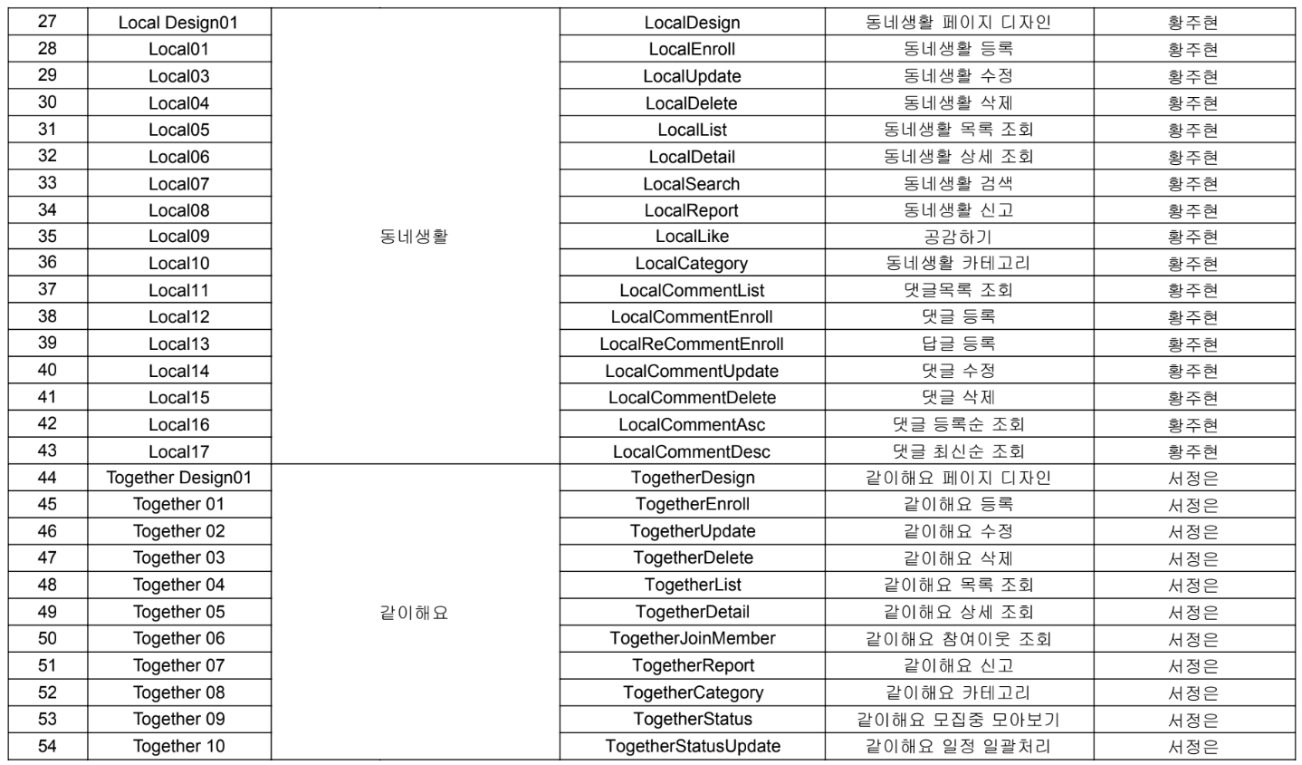 27 Local Design01 LocalDesign 동네생활 페이지 디자인 황주현
28 Local01 LocalEnroll 동네생활 등록 황주현
29 Local03 LocalUpdate 동네생활 수정 황주현
30 Local04 LocalDelete 동네생활 삭제 황주현
31 Local05 LocalList 동네생활 목록 조회 황주현
32 Local06 LocalDetail 동네생활 상세 조회 황주현
33 Local07 LocalSearch 동네생활 검색 황주현
34 Local08 LocalReport 동네생활 신고 황주현
35 Local09 동네생활 LocalLike 공감하기 황주현
36 Local10 LocalCategory 동네생활 카테고리 황주현
37 Local11 LocalCommentList 댓글목록 조회 황주현
38 Local12 LocalCommentEnroll 댓글 등록 황주현
39 Local13 LocalReCommentEnroll 답글 등록 황주현
40 Local14 LocalCommentUpdate 댓글 수정 황주현
41 Local15 LocalCommentDelete 댓글 삭제 황주현
42 Local16 LocalCommentAsc 댓글 등록순 조회 황주현
43 Local17 LocalCommentDesc 댓글 최신순 조회 황주현
44 Together Design01 TogetherDesign 같이해요 페이지 디자인 서정은
45 Together 01 TogetherEnroll 같이해요 등록 서정은
46 Together 02 TogetherUpdate 같이해요 수정 서정은
47 Together 03 TogetherDelete 같이해요 삭제 서정은
48 Together 04 TogetherList 같이해요 목록 조회 서정은
49 Together 05 같이해요 TogetherDetail 같이해요 상세 조회 서정은
50 Together 06 TogetherJoinMember 같이해요 참여이웃 조회 서정은
51 Together 07 TogetherReport 같이해요 신고 서정은
52 Together 08 TogetherCategory 같이해요 카테고리 서정은
53 Together 09 TogetherStatus 같이해요 모집중 모아보기 서정은
54 Together 10 TogetherStatusUpdate 같이해요 일정 일괄처리 서정은